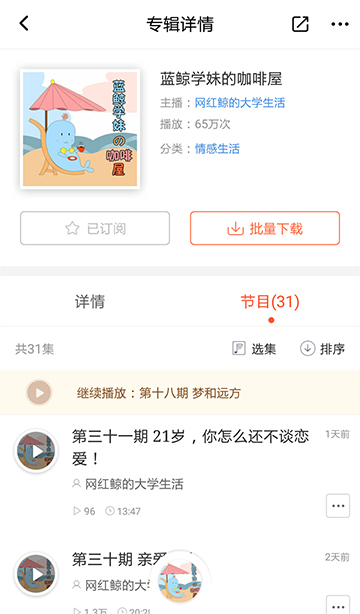 专辑详情
蓝鲸学妹の咖啡屋
蓝鲸学妹的咖啡屋
主播：网红鲸的大学生活
播放：65万次
分类：情感生活
已订阅
批量下载
详情
节目(31)
共31集
选集
排序
继续播放：第十八期 梦和远方
第三十一期 21岁，你怎么还不谈恋
爱！
1天前
网红鲸的大学生活
96
13:47
第三十期 亲爱
2天前
网红鲸的大
1.3万
20:2